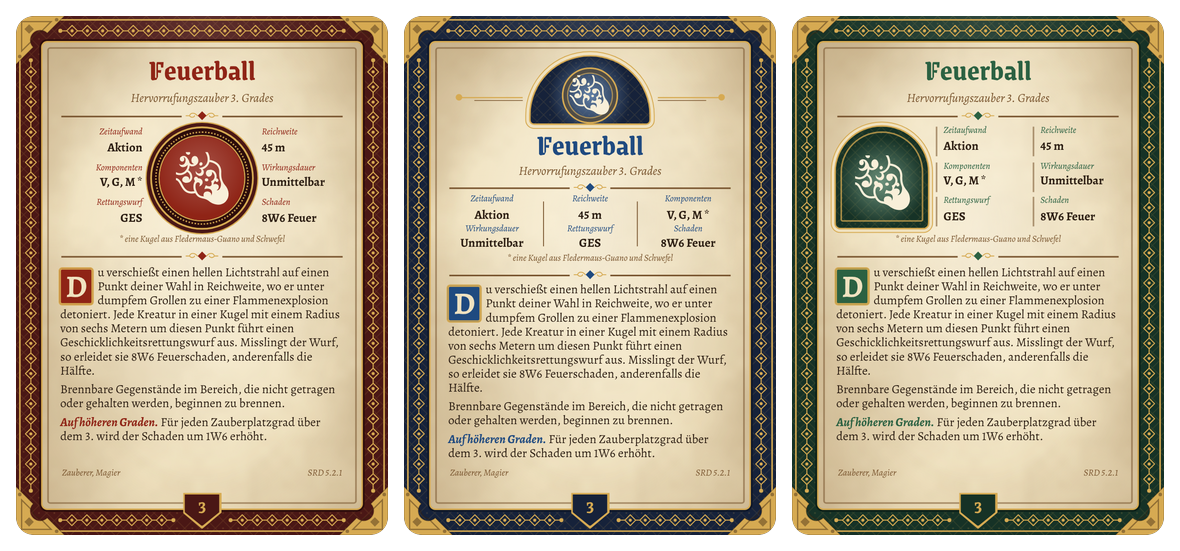 Feuerball
Hervorrufungszauber 3. Grades
Zeitaufwand
Aktion
Komponenten
V, G, M *
Rettungswurf
GES
Reichweite
45 m
Wirkungsdauer
Unmittelbar
Schaden
8W6 Feuer
* eine Kugel aus Fledermaus-Guano und Schwefel
Du verschießt einen hellen Lichtstrahl auf einen
Punkt deiner Wahl in Reichweite, wo er unter
dumpfem Grollen zu einer Flammenexplosion
detoniert. Jede Kreatur in einer Kugel mit einem Radius
von sechs Metern um diesen Punkt führt einen
Geschicklichkeitsrettungswurf aus. Misslingt der Wurf,
so erleidet sie 8W6 Feuerschaden, anderenfalls die
Hälfte.
Brennbare Gegenstände im Bereich, die nicht getragen
oder gehalten werden, beginnen zu brennen.
Auf höheren Graden. Für jeden Zauberplatzgrad über
dem 3. wird der Schaden um 1W6 erhöht.
Zauberer, Magier
SRD 5.2.1
3
Feuerball
Hervorrufungszauber 3. Grades
Zeitaufwand
Aktion
Reichweite
45 m
Komponenten
V, G, M *
Wirkungsdauer
Unmittelbar
Rettungswurf
GES
Schaden
8W6 Feuer
* eine Kugel aus Fledermaus-Guano und Schwefel
Du verschießt einen hellen Lichtstrahl auf einen
Punkt deiner Wahl in Reichweite, wo er unter
dumpfem Grollen zu einer Flammenexplosion
detoniert. Jede Kreatur in einer Kugel mit einem Radius
von sechs Metern um diesen Punkt führt einen
Geschicklichkeitsrettungswurf aus. Misslingt der Wurf,
so erleidet sie 8W6 Feuerschaden, anderenfalls die
Hälfte.
Brennbare Gegenstände im Bereich, die nicht getragen
oder gehalten werden, beginnen zu brennen.
Auf höheren Graden. Für jeden Zauberplatzgrad über
dem 3. wird der Schaden um 1W6 erhöht.
Zauberer, Magier
SRD 5.2.1
3
Feuerball
Hervorrufungszauber 3. Grades
Zeitaufwand
Aktion
Reichweite
45 m
Komponenten
V, G, M *
Wirkungsdauer
Unmittelbar
Rettungswurf
GES
Schaden
8W6 Feuer
* eine Kugel aus Fledermaus-Guano und Schwefel
Du verschießt einen hellen Lichtstrahl auf einen
Punkt deiner Wahl in Reichweite, wo er unter
dumpfem Grollen zu einer Flammenexplosion
detoniert. Jede Kreatur in einer Kugel mit einem Radius
von sechs Metern um diesen Punkt führt einen
Geschicklichkeitsrettungswurf aus. Misslingt der Wurf,
so erleidet sie 8W6 Feuerschaden, anderenfalls die
Hälfte.
Brennbare Gegenstände im Bereich, die nicht getragen
oder gehalten werden, beginnen zu brennen.
Auf höheren Graden. Für jeden Zauberplatzgrad über
dem 3. wird der Schaden um 1W6 erhöht.
Zauberer, Magier
SRD 5.2.1
3